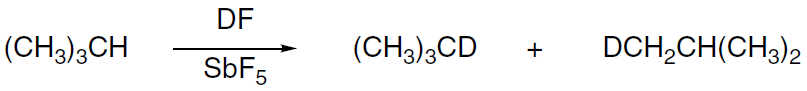 DF
(CH₃)₃CH (CH₃)₃CD + DCH₂CH(CH₃)₂
SbF₅